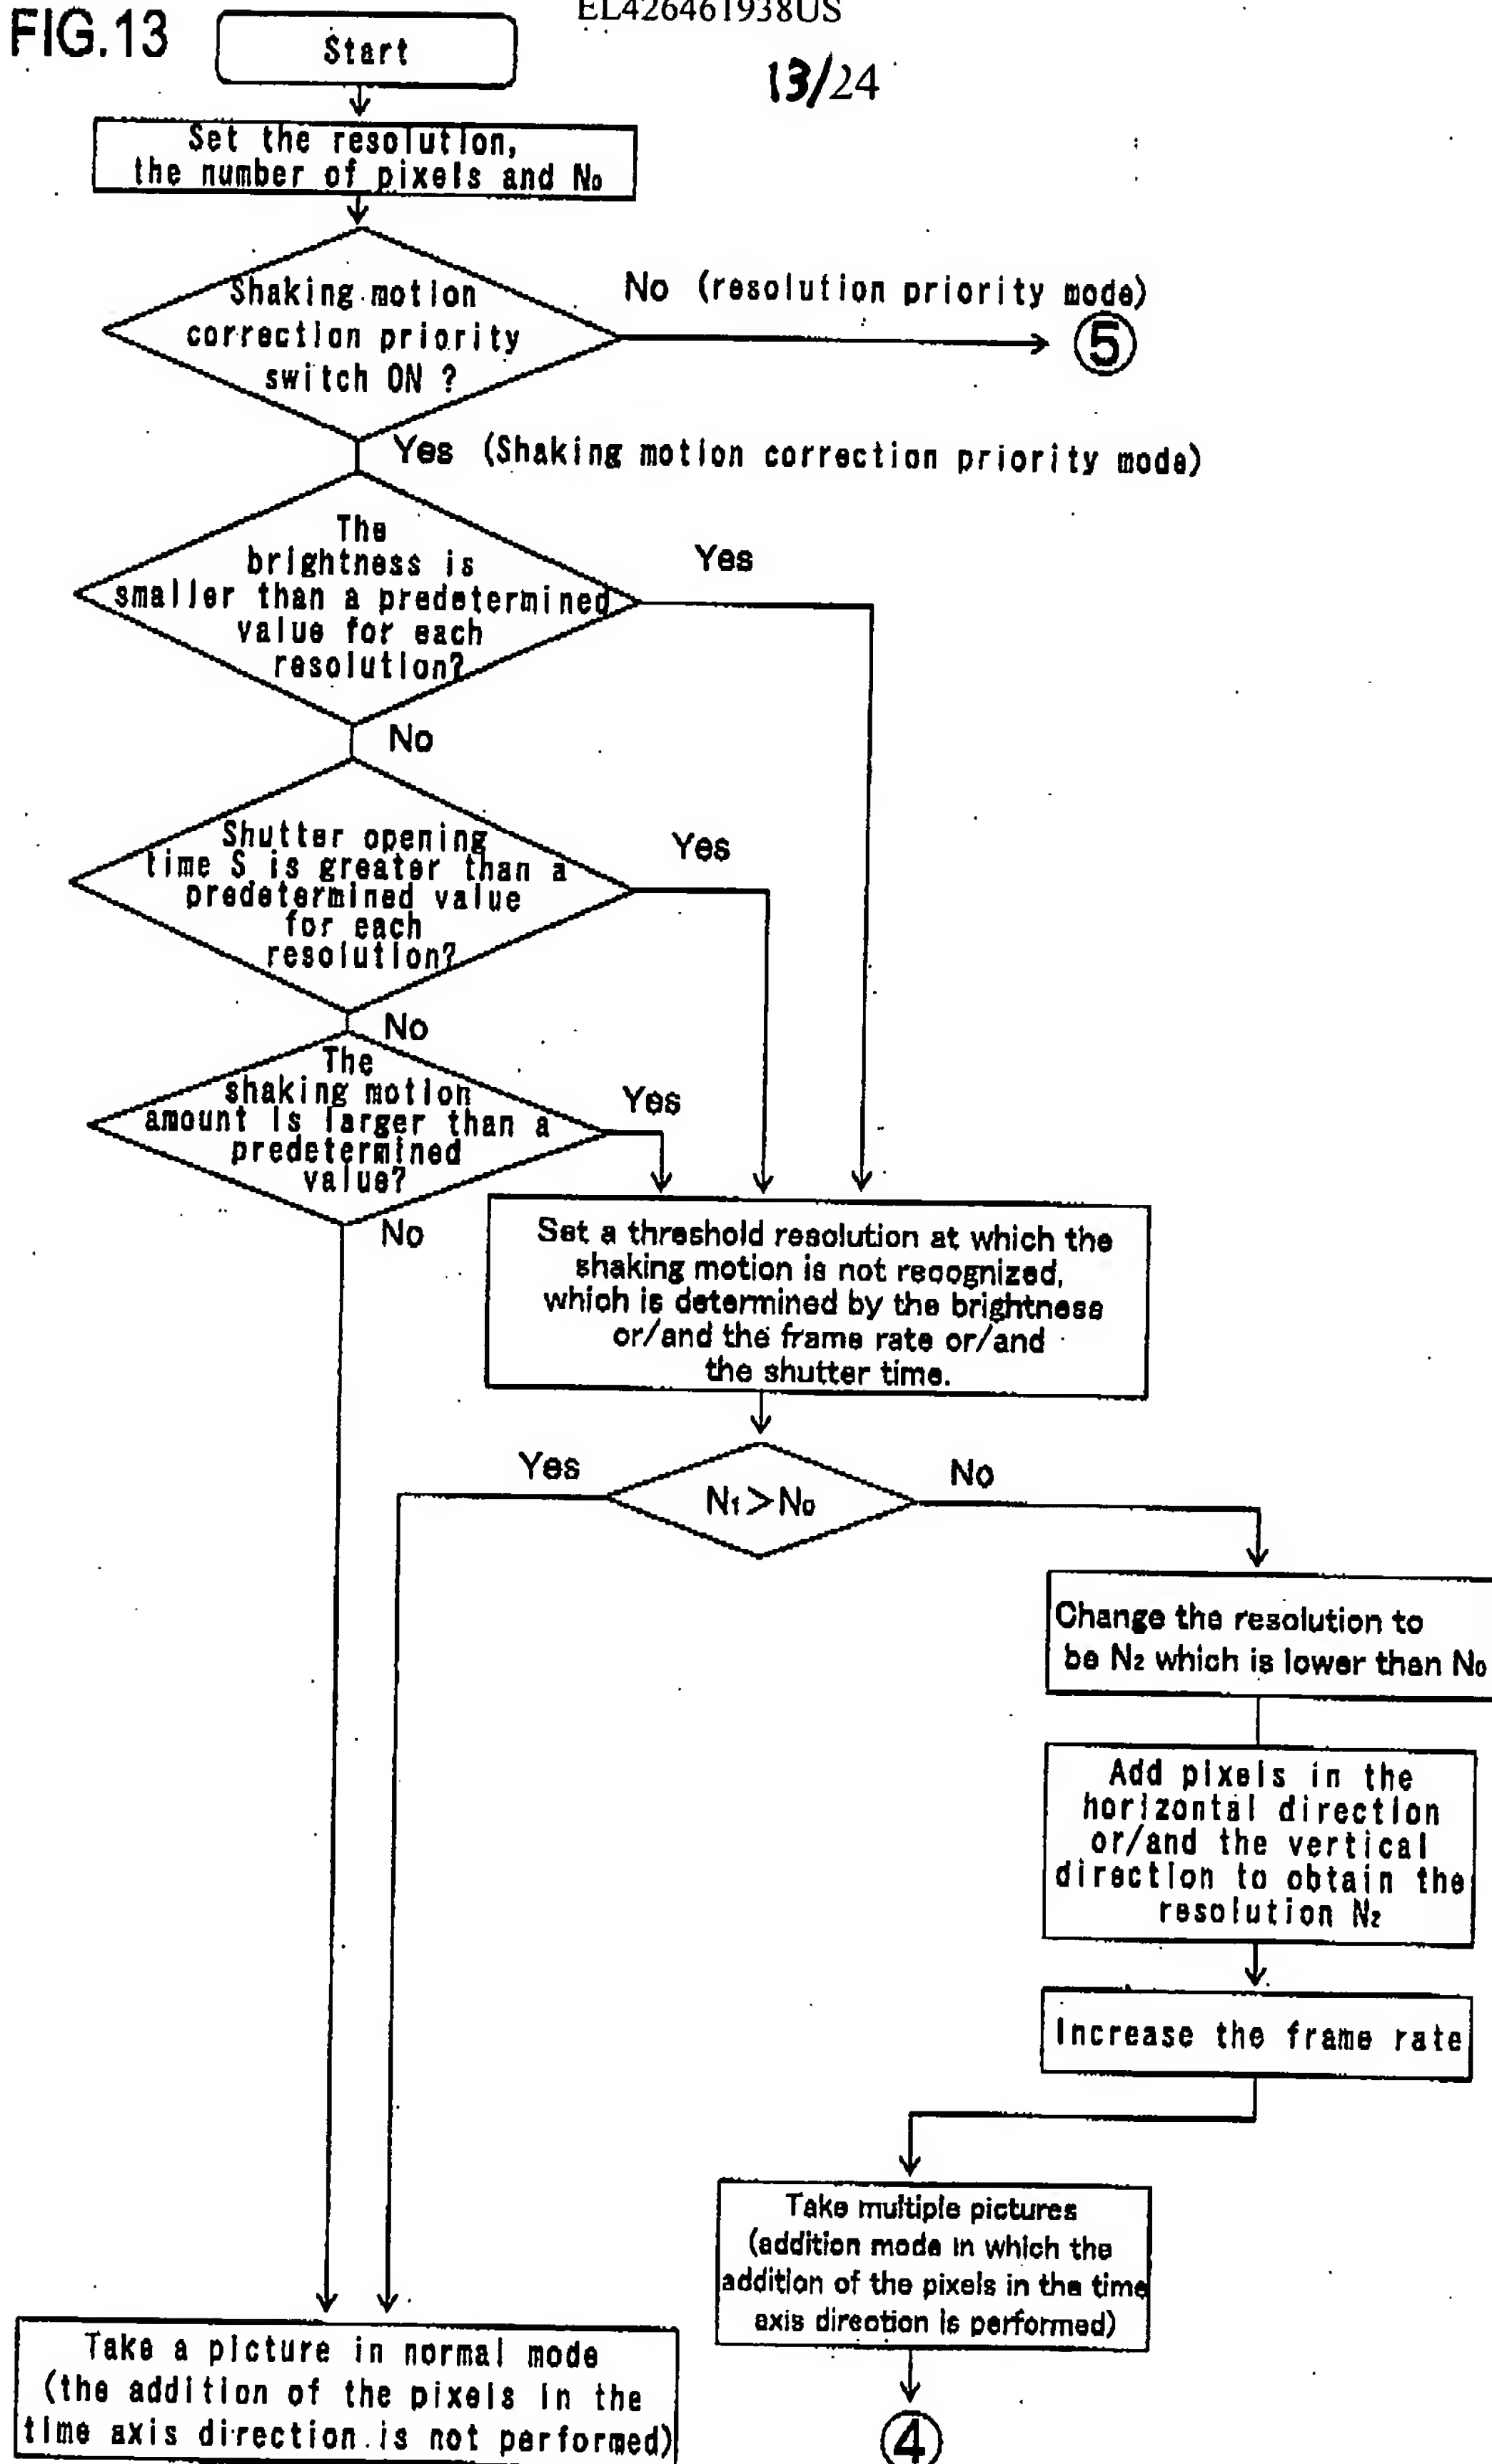 EL426461938US
FIG.13
13/24
Start
Set the resolution,
the number of pixels and N₀
Shaking motion
correction priority
switch ON ?
No (resolution priority mode)
⑤
Yes (Shaking motion correction priority mode)
The
brightness is
smaller than a predetermined
value for each
resolution?
Yes
No
Shutter opening
time S is greater than a
predetermined value
for each
resolution?
Yes
No
The
shaking motion
amount is larger than a
predetermined
value?
Yes
No
Set a threshold resolution at which the
shaking motion is not recognized,
which is determined by the brightness
or/and the frame rate or/and
the shutter time.
Yes
N₁>N₀
No
Change the resolution to
be N₂ which is lower than N₀
Add pixels in the
horizontal direction
or/and the vertical
direction to obtain the
resolution N₂
Increase the frame rate
Take multiple pictures
(addition mode in which the
addition of the pixels in the time
axis direction is performed)
④
Take a picture in normal mode
(the addition of the pixels in the
time axis direction is not performed)